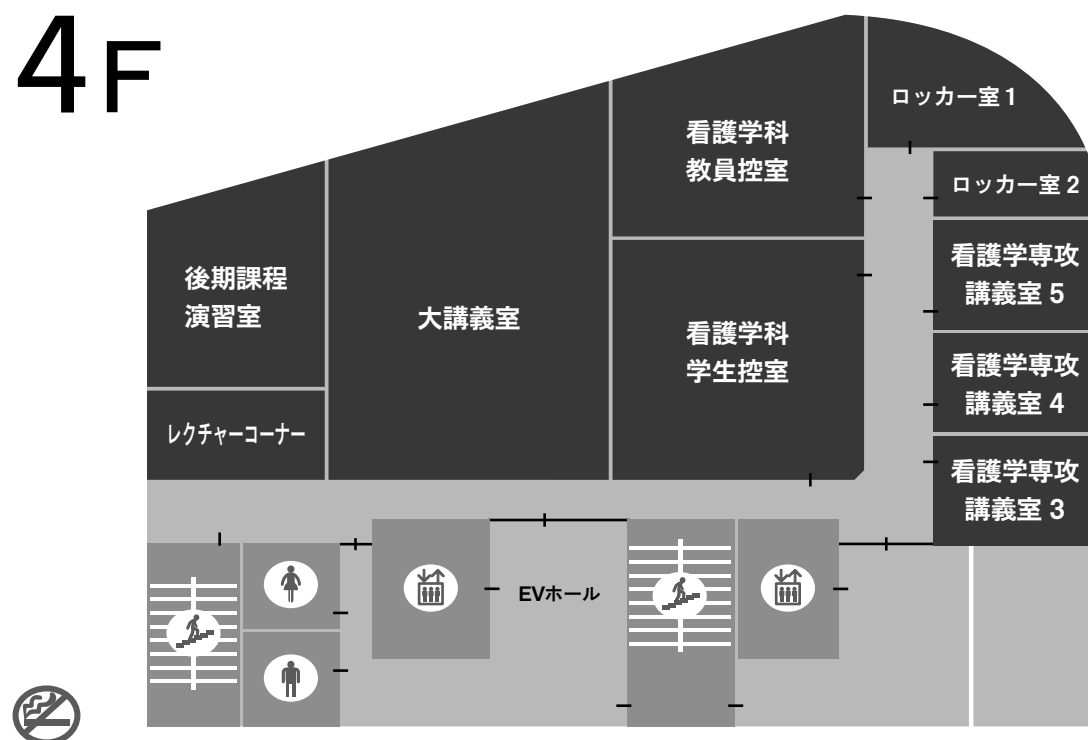 4F
ロッカー室 1
看護学科
教員控室
ロッカー室 2
後期課程
演習室
大講義室
看護学科
学生控室
看護学専攻
講義室 5
看護学専攻
講義室 4
レクチャーコーナー
看護学専攻
講義室 3
EVホール